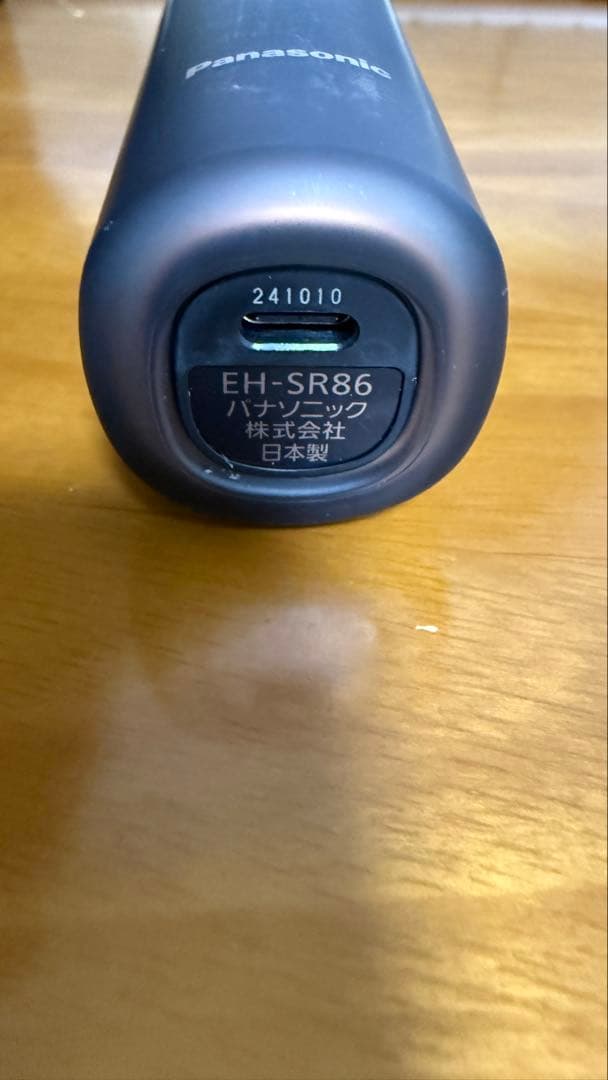 Panasonic
241010
EH-SR86
パナソニック
株式会社
日本製